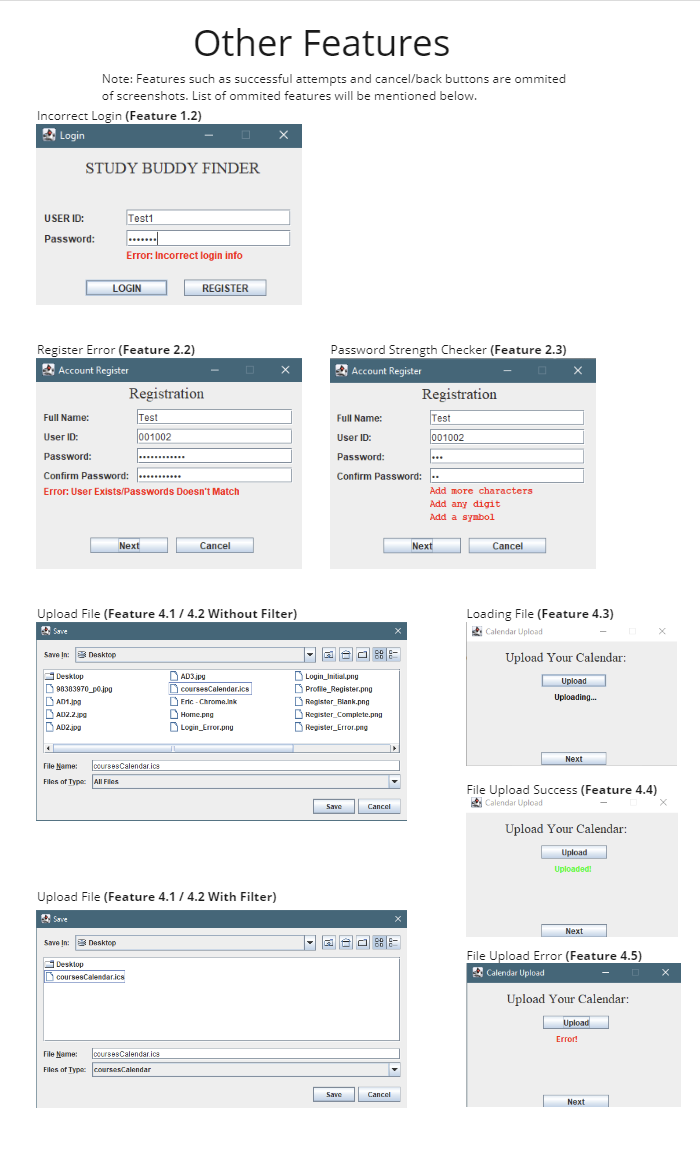 Other Features
Note: Features such as successful attempts and cancel/back buttons are ommited
of screenshots. List of ommited features will be mentioned below.
Incorrect Login (Feature 1.2)
Login
STUDY BUDDY FINDER
USER ID: Test1
Password: •••••••
Error: Incorrect login info
LOGIN REGISTER
Register Error (Feature 2.2)
Account Register
Registration
Full Name: Test
User ID: 001002
Password: ••••••••••••
Confirm Password: •••••••••••
Error: User Exists/Passwords Doesn't Match
Next Cancel
Password Strength Checker (Feature 2.3)
Account Register
Registration
Full Name: Test
User ID: 001002
Password: •••
Confirm Password: ••
Add more characters
Add any digit
Add a symbol
Next Cancel
Upload File (Feature 4.1 / 4.2 Without Filter)
Save
Save In: Desktop
Desktop AD3.jpg Login_Initial.png
98383970_p0.jpg coursesCalendar.ics Profile_Register.png
AD1.jpg Eric - Chrome.lnk Register_Blank.png
AD2.2.jpg Home.png Register_Complete.png
AD2.jpg Login_Error.png Register_Error.png
File Name: coursesCalendar.ics
Files of Type: All Files
Save Cancel
Loading File (Feature 4.3)
Calendar Upload
Upload Your Calendar:
Upload
Uploading...
Next
File Upload Success (Feature 4.4)
Calendar Upload
Upload Your Calendar:
Upload
Uploaded!
Next
Upload File (Feature 4.1 / 4.2 With Filter)
Save
Save In: Desktop
Desktop
coursesCalendar.ics
File Name: coursesCalendar.ics
Files of Type: coursesCalendar
Save Cancel
File Upload Error (Feature 4.5)
Calendar Upload
Upload Your Calendar:
Upload
Error!
Next